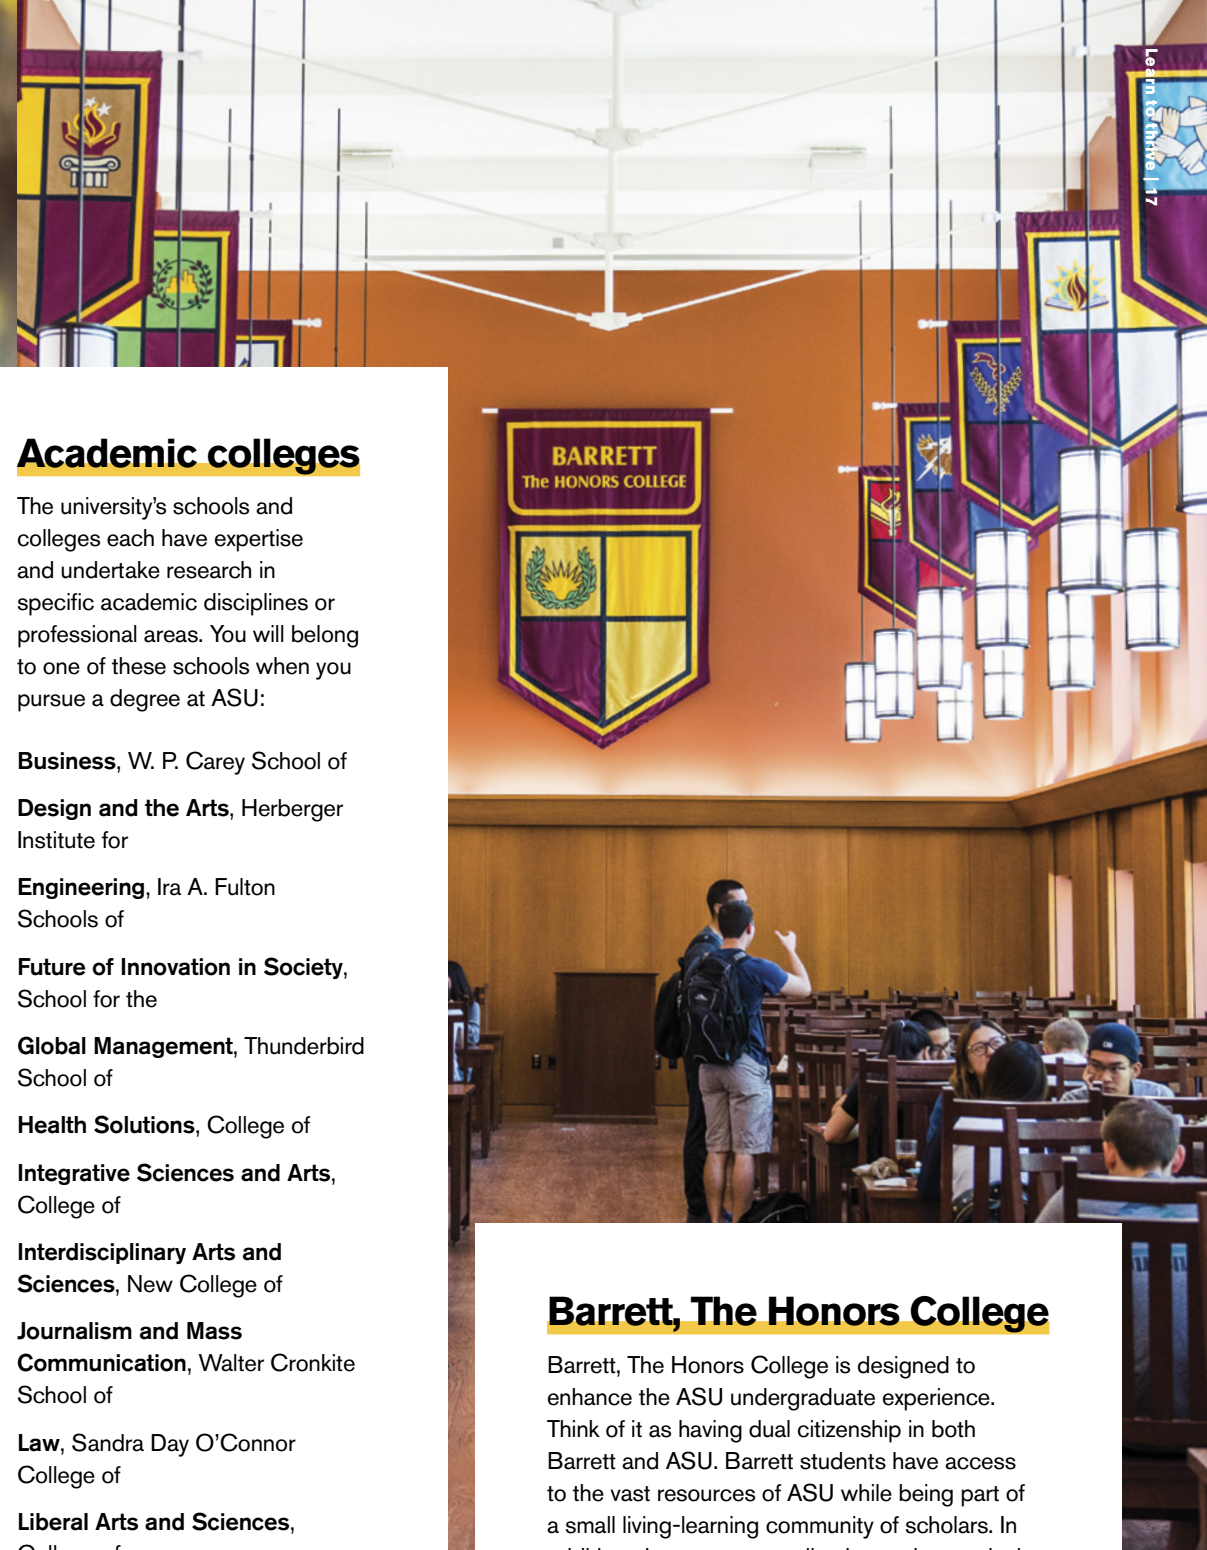 Learn to thrive | 17
BARRETT
The HONORS COLLEGE
Academic colleges
The university’s schools and
colleges each have expertise
and undertake research in
specific academic disciplines or
professional areas. You will belong
to one of these schools when you
pursue a degree at ASU:
Business, W. P. Carey School of
Design and the Arts, Herberger
Institute for
Engineering, Ira A. Fulton
Schools of
Future of Innovation in Society,
School for the
Global Management, Thunderbird
School of
Health Solutions, College of
Integrative Sciences and Arts,
College of
Interdisciplinary Arts and
Sciences, New College of
Journalism and Mass
Communication, Walter Cronkite
School of
Law, Sandra Day O’Connor
College of
Liberal Arts and Sciences,
Barrett, The Honors College
Barrett, The Honors College is designed to
enhance the ASU undergraduate experience.
Think of it as having dual citizenship in both
Barrett and ASU. Barrett students have access
to the vast resources of ASU while being part of
a small living-learning community of scholars. In